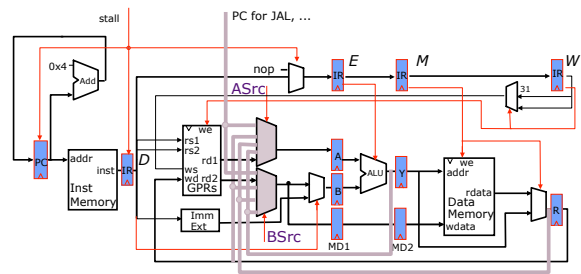 stall
PC for JAL, ...
0x4
Add
nop
ASrc
IR
E
IR
M
IR
W
31
PC
addr
inst
Inst
Memory
IR
D
we
rs1
rs2
rd1
ws
wd rd2
GPRs
Imm
Ext
BSrc
A
B
ALU
Y
MD1
MD2
we
addr
rdata
Data
Memory
wdata
R